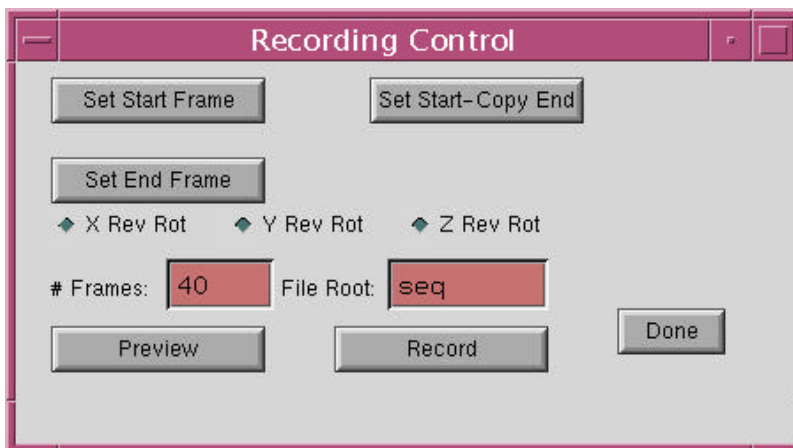 Recording Control
Set Start Frame Set Start-Copy End
Set End Frame
X Rev Rot Y Rev Rot Z Rev Rot
# Frames: 40 File Root: seq
Done
Preview Record